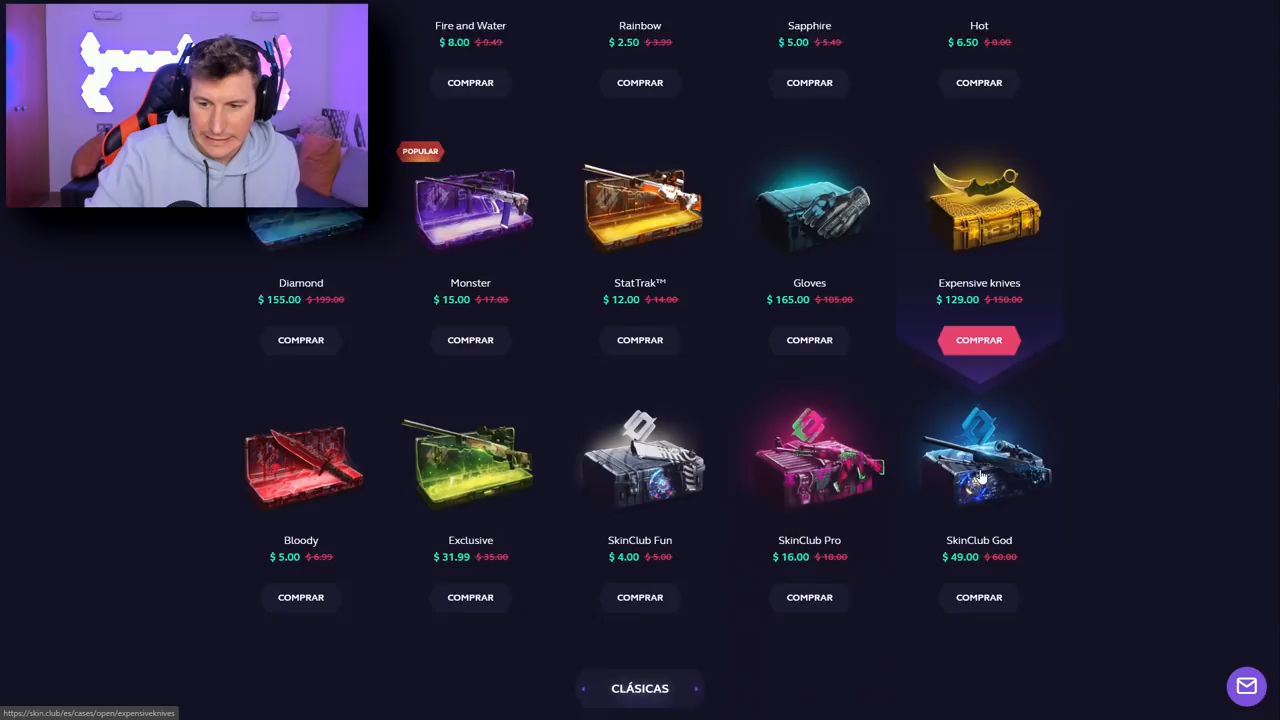 Fire and Water
$ 8.00 $ 9.49
COMPRAR
Rainbow
$ 2.50 $ 3.99
COMPRAR
Sapphire
$ 5.00 $ 5.49
COMPRAR
Hot
$ 6.50 $ 8.00
COMPRAR
Diamond
$ 155.00 $ 199.00
COMPRAR
POPULAR
Monster
$ 15.00 $ 17.00
COMPRAR
StatTrak™
$ 12.00 $ 14.00
COMPRAR
Gloves
$ 165.00 $ 185.00
COMPRAR
Expensive knives
$ 129.00 $ 150.00
COMPRAR
Bloody
$ 5.00 $ 6.99
COMPRAR
Exclusive
$ 31.99 $ 35.00
COMPRAR
SkinClub Fun
$ 4.00 $ 5.00
COMPRAR
SkinClub Pro
$ 16.00 $ 18.00
COMPRAR
SkinClub God
$ 49.00 $ 60.00
COMPRAR
CLÁSICAS
https://skin.club/es/cases/open/expensiveknives